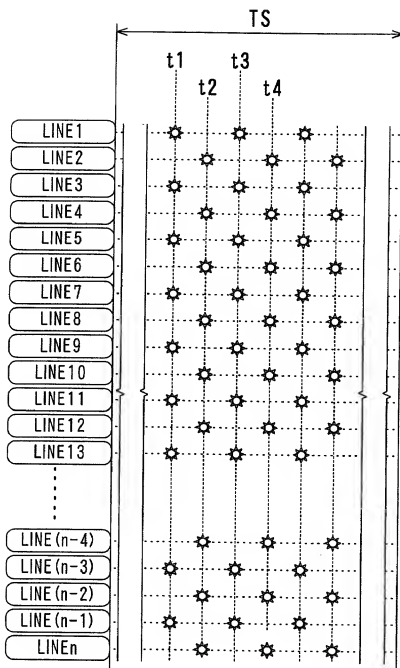 TS
t1 t3
t2 t4
LINE1
LINE2
LINE3
LINE4
LINE5
LINE6
LINE7
LINE8
LINE9
LINE10
LINE11
LINE12
LINE13
LINE(n-4)
LINE(n-3)
LINE(n-2)
LINE(n-1)
LINEn